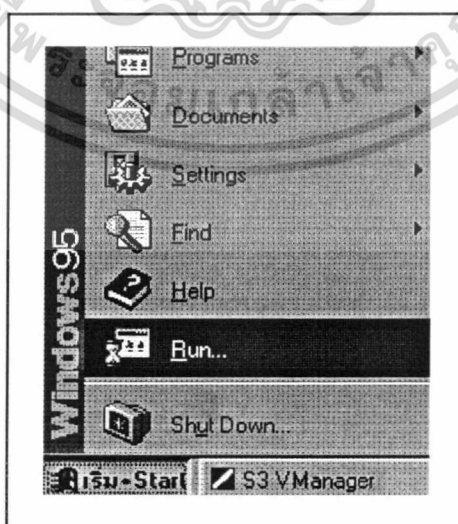 Programs
Documents
Settings
Find
Help
Run...
Shut Down...
Windows95
เริ่ม-Start
S3 VManager